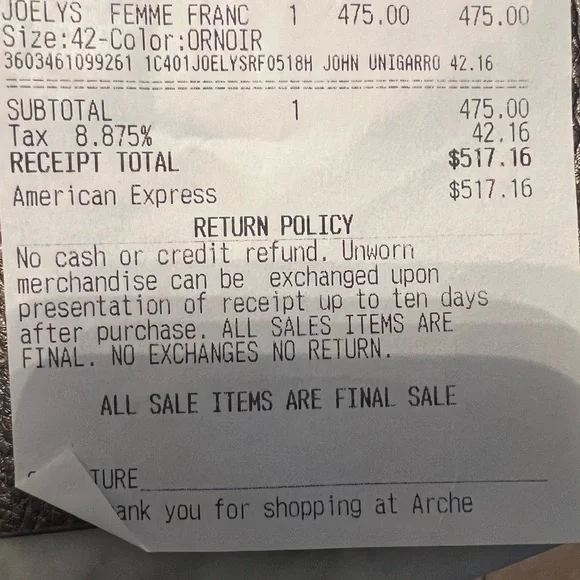 JOELYS FEMME FRANC 1 475.00 475.00
Size:42-Color:ORNOIR
3603461099261 1C401JOELYSRFO518H JOHN UNIGARRO 42.16
SUBTOTAL 1 475.00
Tax 8.875% 42.16
RECEIPT TOTAL $517.16
American Express $517.16
RETURN POLICY
No cash or credit refund. Unworn
merchandise can be exchanged upon
presentation of receipt up to ten days
after purchase. ALL SALES ITEMS ARE
FINAL. NO EXCHANGES NO RETURN.
ALL SALE ITEMS ARE FINAL SALE
TURE
ank you for shopping at Arche